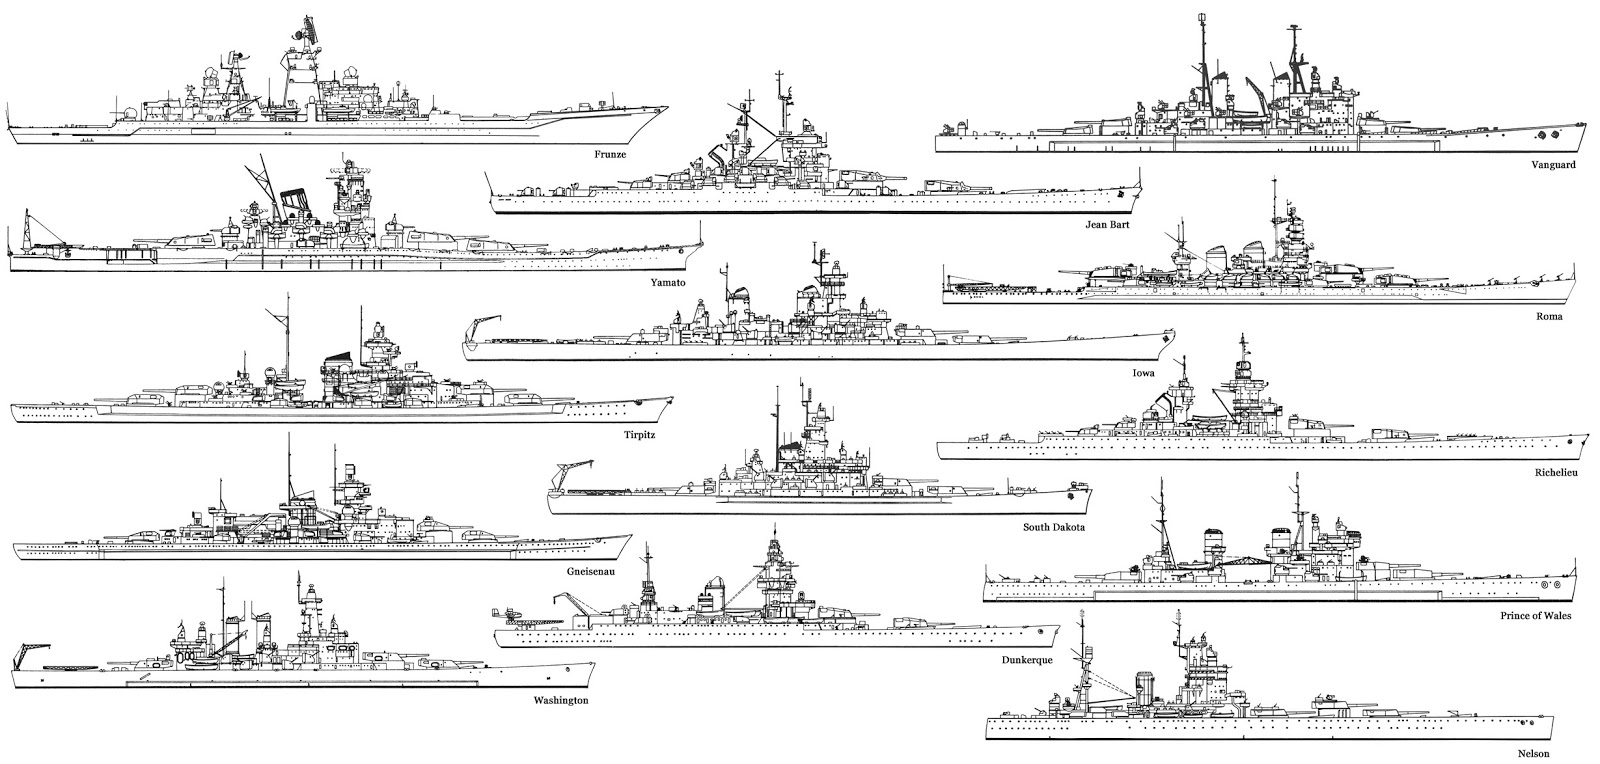 Frunze
Vanguard
Jean Bart
Yamato
Roma
Iowa
Tirpitz
Richelieu
South Dakota
Gneisenau
Prince of Wales
Dunkerque
Washington
Nelson